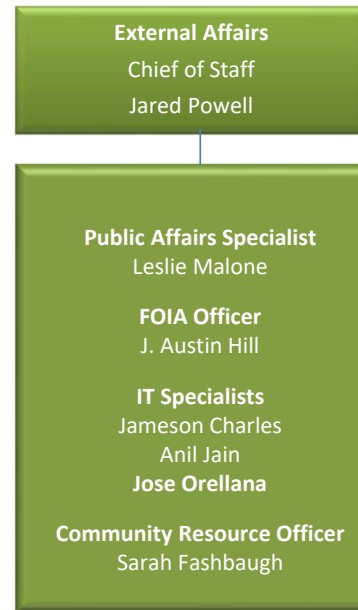 External Affairs
Chief of Staff
Jared Powell
Public Affairs Specialist
Leslie Malone
FOIA Officer
J. Austin Hill
IT Specialists
Jameson Charles
Anil Jain
Jose Orellana
Community Resource Officer
Sarah Fashbaugh